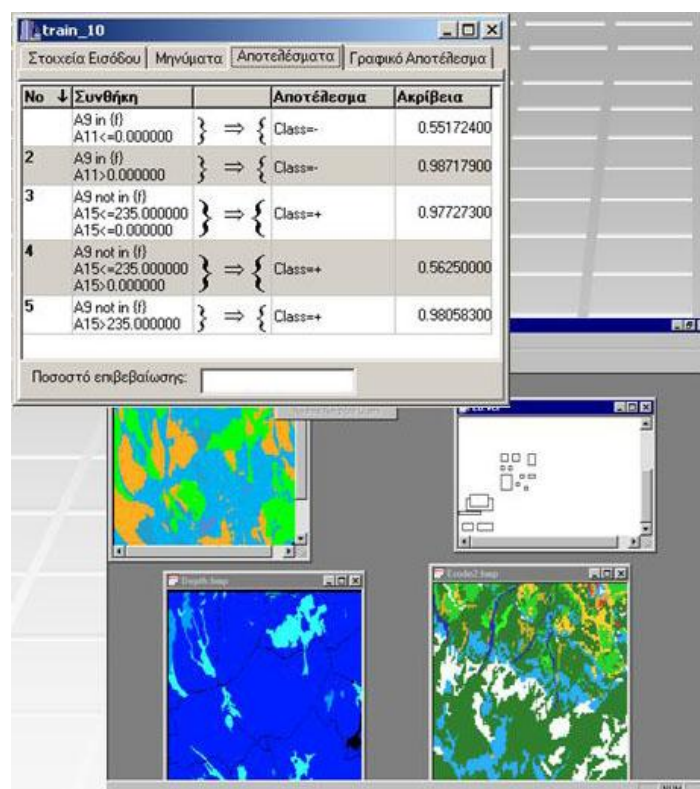 train_10
Στοιχεία Εισόδου Μηνύματα Αποτελέσματα Γραφικό Αποτέλεσμα
No Συνθήκη Αποτέλεσμα Ακρίβεια
A9 in {f}
A11<=0.000000
Class=- 0.55172400
2 A9 in {f}
A11>0.000000
Class=- 0.98717900
3 A9 not in {f}
A15<=235.000000
A15<=0.000000
Class=+ 0.97727300
4 A9 not in {f}
A15<=235.000000
A15>0.000000
Class=+ 0.56250000
5 A9 not in {f}
A15>235.000000
Class=+ 0.98058300
Ποσοστό επιβεβαίωσης:
Depth.bmp
Exodo2.bmp
NUM